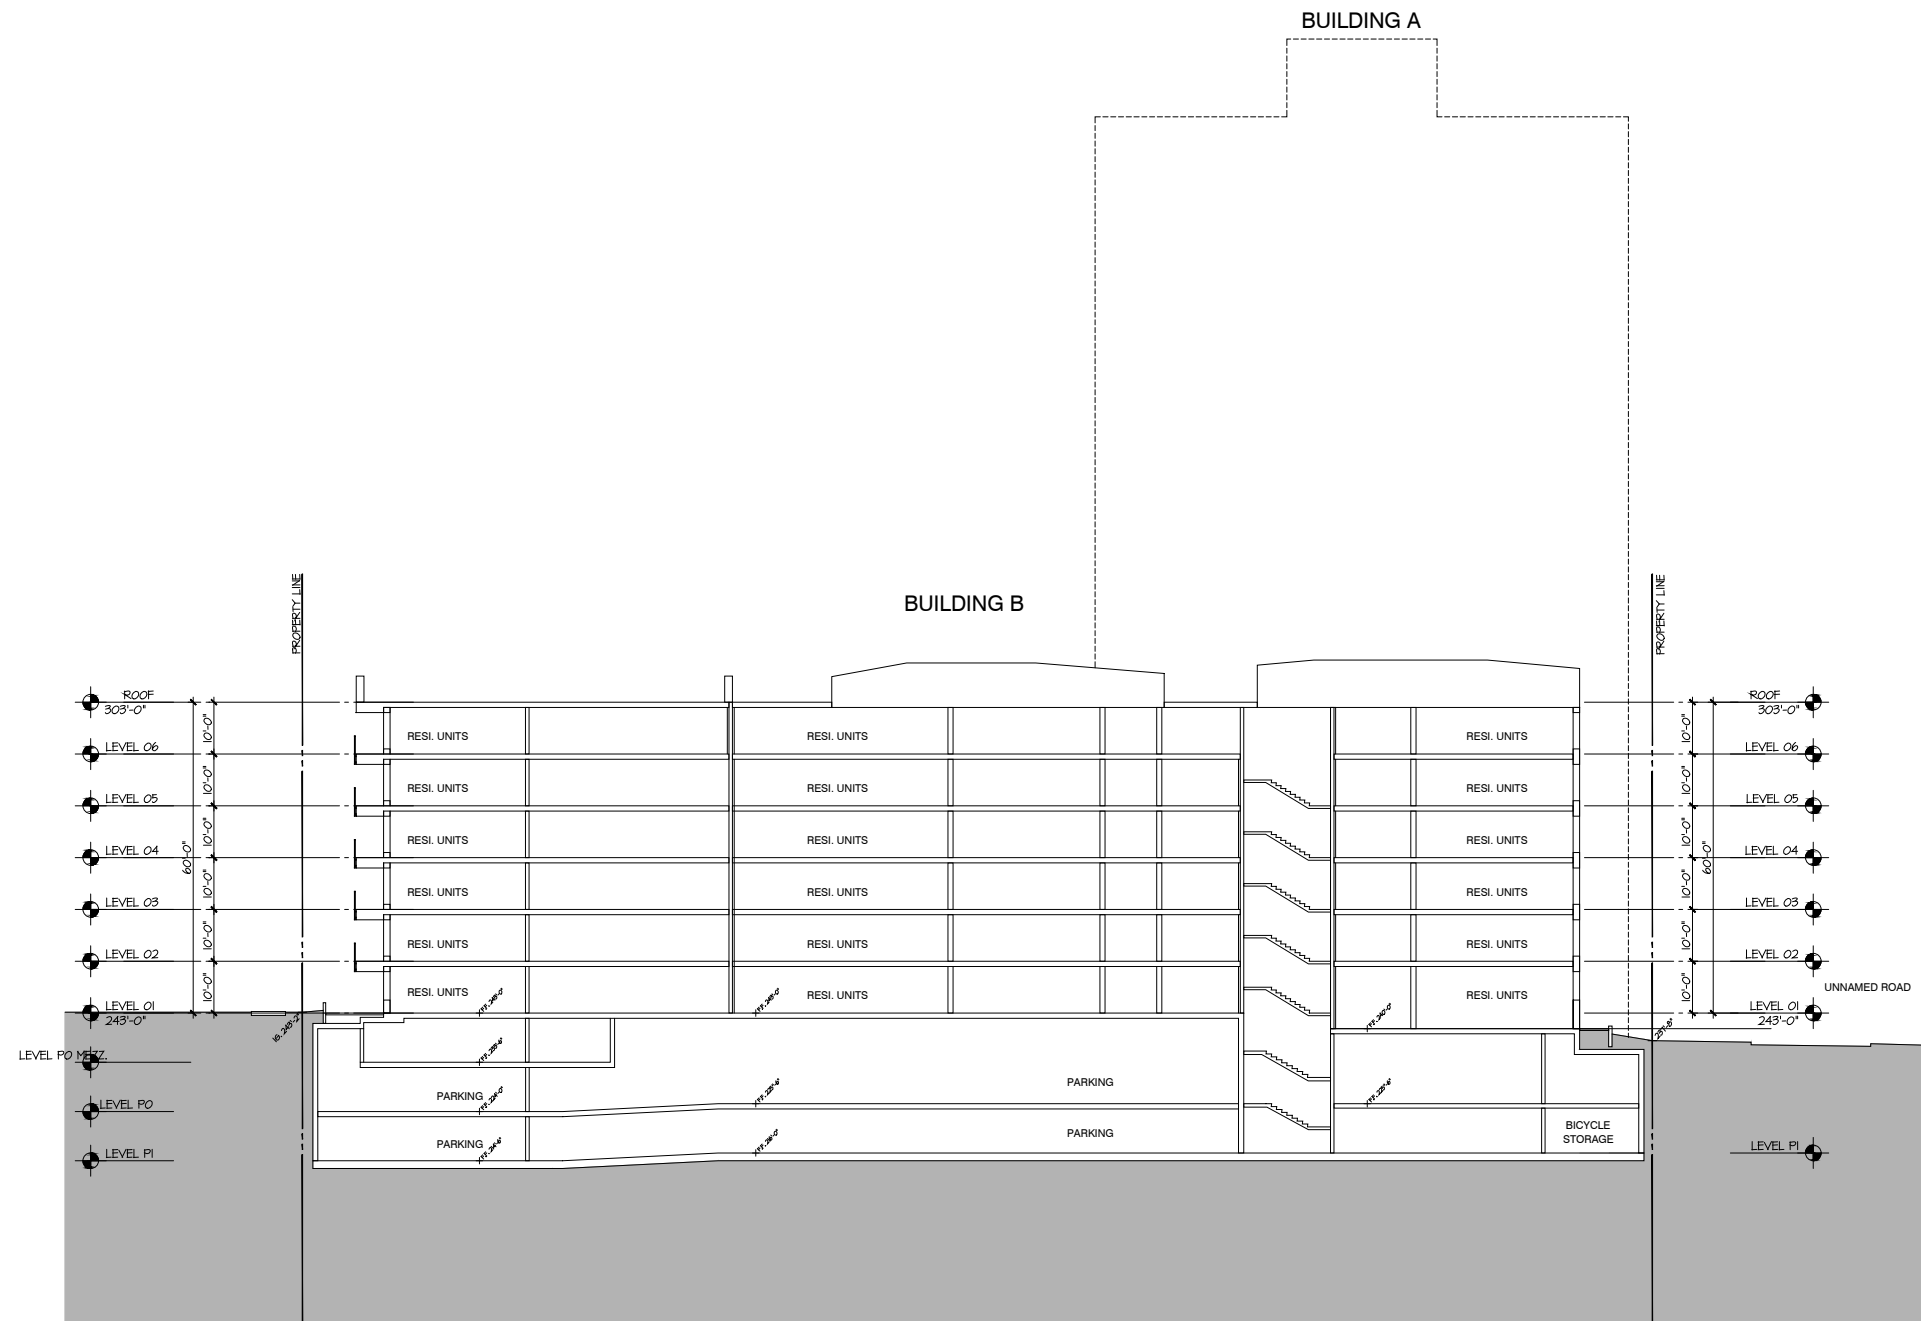 BUILDING A
BUILDING B
PROPERTY LINE
PROPERTY LINE
ROOF
303'-0"
10'-0"
RESI. UNITS
RESI. UNITS
RESI. UNITS
10'-0"
ROOF
303'-0"
LEVEL 06
10'-0"
RESI. UNITS
RESI. UNITS
RESI. UNITS
10'-0"
LEVEL 06
LEVEL 05
10'-0"
RESI. UNITS
RESI. UNITS
RESI. UNITS
10'-0"
LEVEL 05
LEVEL 04
60'-0"
10'-0"
RESI. UNITS
RESI. UNITS
RESI. UNITS
10'-0"
60'-0"
LEVEL 04
LEVEL 03
10'-0"
RESI. UNITS
RESI. UNITS
RESI. UNITS
10'-0"
LEVEL 03
LEVEL 02
10'-0"
RESI. UNITS
RESI. UNITS
RESI. UNITS
10'-0"
LEVEL 02
UNNAMED ROAD
LEVEL 01
243'-0"
LEVEL 01
243'-0"
237'-8"
LEVEL P0 MEZZ.
LEVEL P0
PARKING
PARKING
LEVEL P1
PARKING
PARKING
BICYCLE
STORAGE
LEVEL P1